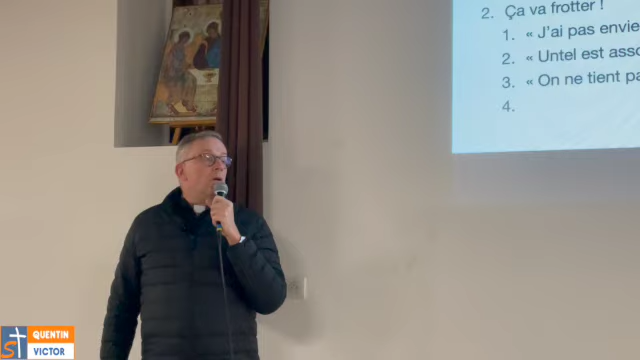 2. Ça va frotter !
1. « J'ai pas envie
2. « Untel est asso
3. « On ne tient pa
4.
QUENTIN
VICTOR